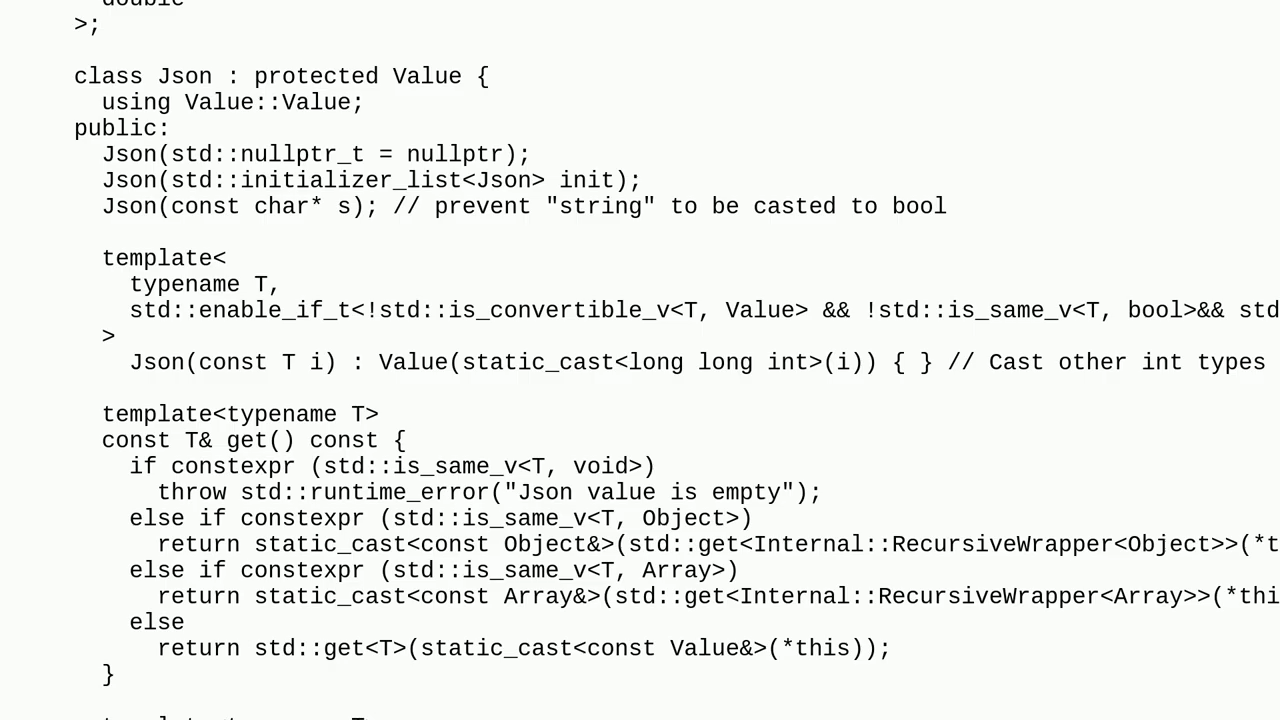 double
>;
class Json : protected Value {
using Value::Value;
public:
Json(std::nullptr_t = nullptr);
Json(std::initializer_list<Json> init);
Json(const char* s); // prevent "string" to be casted to bool
template<
typename T,
std::enable_if_t<!std::is_convertible_v<T, Value> && !std::is_same_v<T, bool>&& std
>
Json(const T i) : Value(static_cast<long long int>(i)) { } // Cast other int types
template<typename T>
const T& get() const {
if constexpr (std::is_same_v<T, void>)
throw std::runtime_error("Json value is empty");
else if constexpr (std::is_same_v<T, Object>)
return static_cast<const Object&>(std::get<Internal::RecursiveWrapper<Object>>(*t
else if constexpr (std::is_same_v<T, Array>)
return static_cast<const Array&>(std::get<Internal::RecursiveWrapper<Array>>(*thi
else
return std::get<T>(static_cast<const Value&>(*this));
}